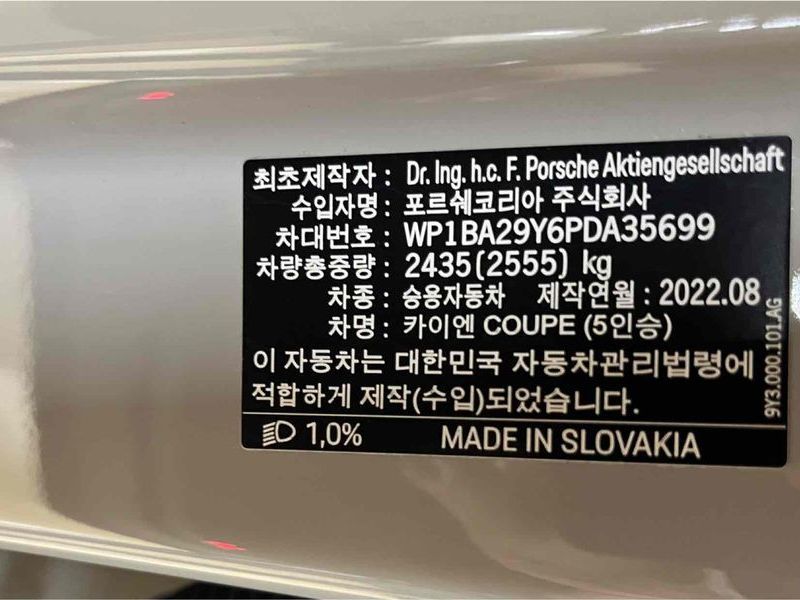 최초제작자 : Dr. Ing. h.c. F. Porsche Aktiengesellschaft
수입자명 : 포르쉐코리아 주식회사
차대번호 : WP1BA29Y6PDA35699
차량총중량 : 2435(2555) kg
차종 : 승용자동차 제작연월 : 2022.08
차명 : 카이엔 COUPE (5인승)
이 자동차는 대한민국 자동차관리법령에
적합하게 제작(수입)되었습니다.
1,0% MADE IN SLOVAKIA
9Y3.000.101.AG